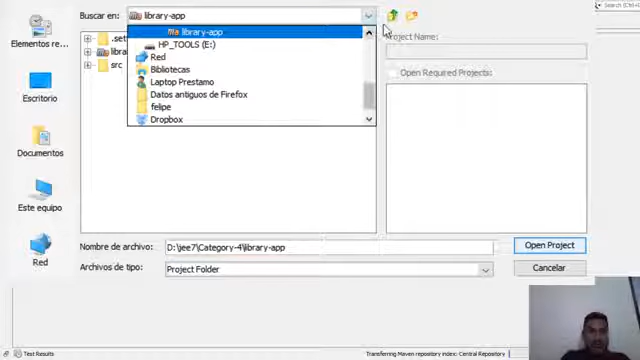 Search (Ctrl+I)
Buscar en:
library-app
library-app
HP_TOOLS (E:)
Red
Bibliotecas
Laptop Prestamo
Datos antiguos de Firefox
felipe
Dropbox
.set
libra
src
Elementos re...
Escritorio
Documentos
Este equipo
Red
Project Name:
Open Required Projects:
Nombre de archivo:
D:\jee7\Category-4\library-app
Open Project
Archivos de tipo:
Project Folder
Cancelar
Test Results
Transferring Maven repository index: Central Repository